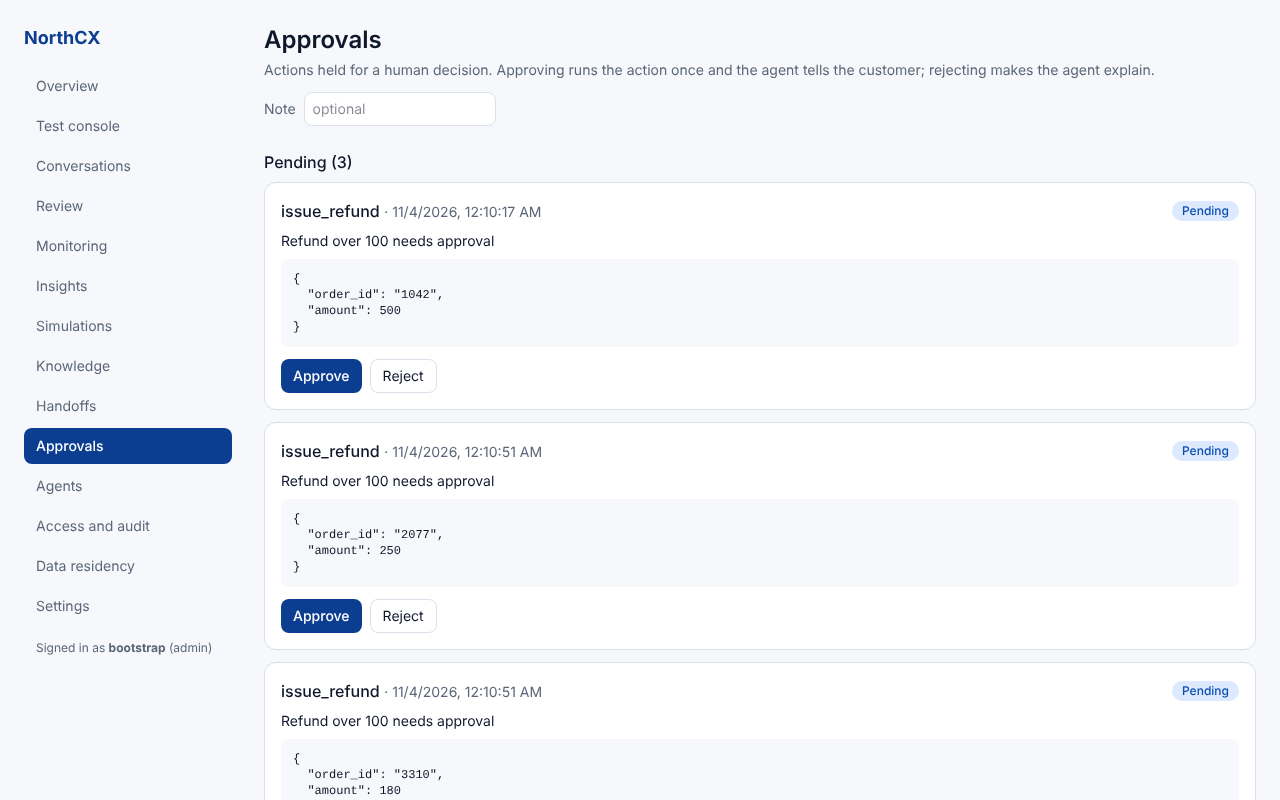 NorthCX
Overview
Test console
Conversations
Review
Monitoring
Insights
Simulations
Knowledge
Handoffs
Approvals
Agents
Access and audit
Data residency
Settings
Signed in as bootstrap (admin)
Approvals
Actions held for a human decision. Approving runs the action once and the agent tells the customer; rejecting makes the agent explain.
Note optional
Pending (3)
issue_refund · 11/4/2026, 12:10:17 AM Pending
Refund over 100 needs approval
{
"order_id": "1042",
"amount": 500
}
Approve Reject
issue_refund · 11/4/2026, 12:10:51 AM Pending
Refund over 100 needs approval
{
"order_id": "2077",
"amount": 250
}
Approve Reject
issue_refund · 11/4/2026, 12:10:51 AM Pending
Refund over 100 needs approval
{
"order_id": "3310",
"amount": 180